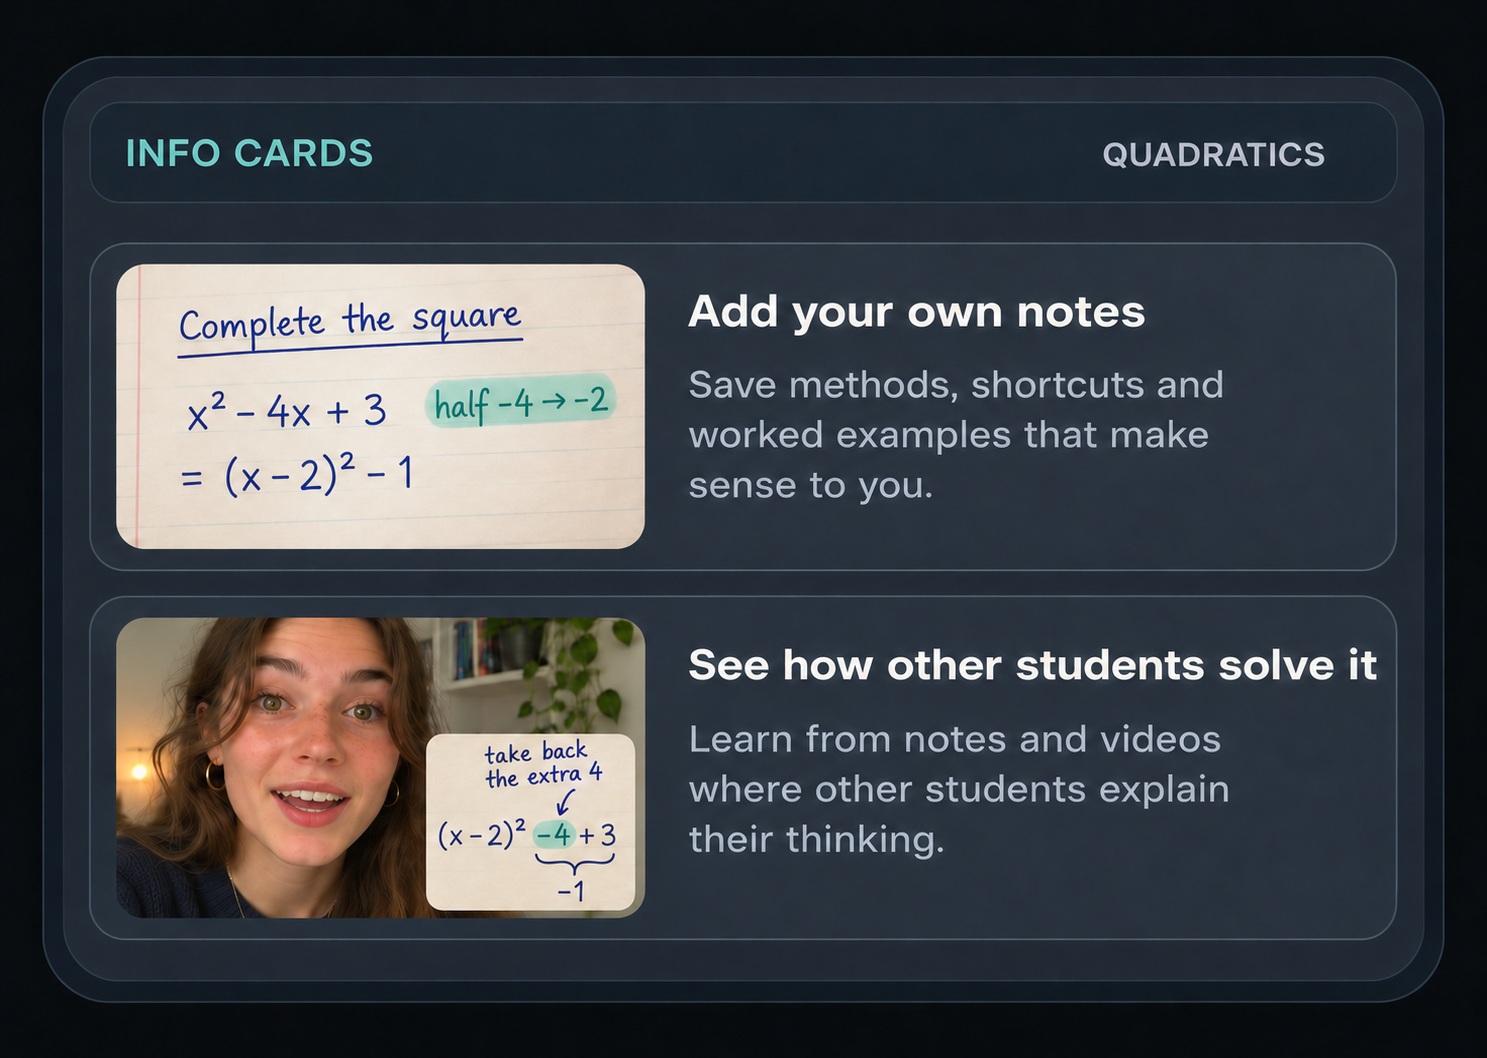 INFO CARDS
QUADRATICS
Complete the square
x² – 4x + 3
half –4 → –2
= (x – 2)² – 1
Add your own notes
Save methods, shortcuts and
worked examples that make
sense to you.
take back
the extra 4
(x – 2)² –4 + 3
–1
See how other students solve it
Learn from notes and videos
where other students explain
their thinking.